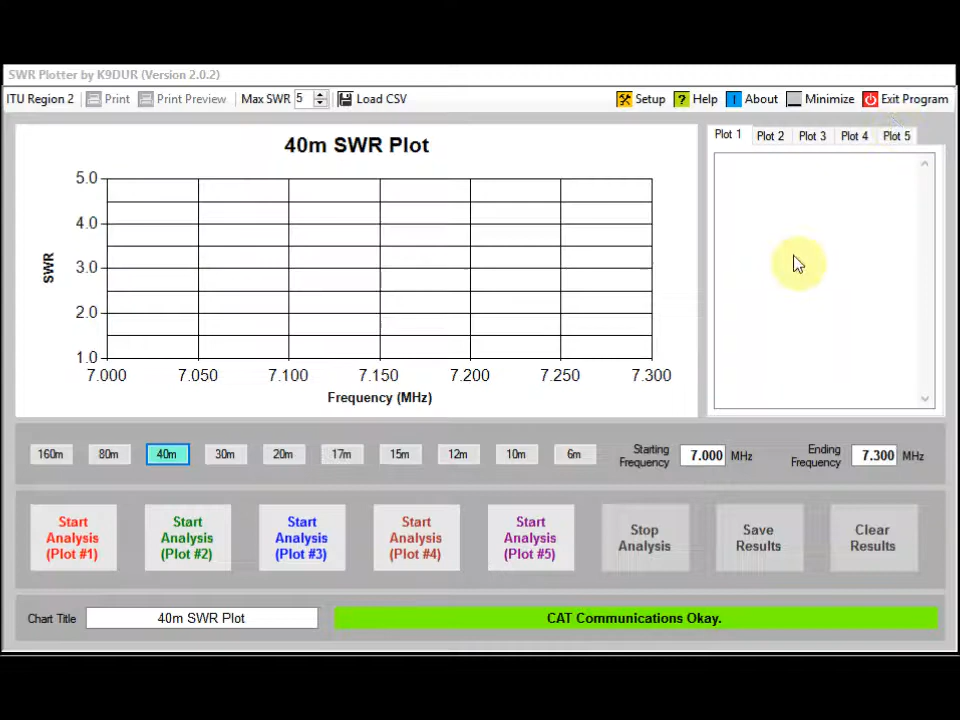 SWR Plotter by K9DUR (Version 2.0.2)
ITU Region 2 Print Print Preview Max SWR 5 Load CSV Setup ? Help i About Minimize Exit Program
40m SWR Plot
5.0
4.0
3.0
2.0
1.0
SWR
7.000 7.050 7.100 7.150 7.200 7.250 7.300
Frequency (MHz)
Plot 1 Plot 2 Plot 3 Plot 4 Plot 5
160m 80m 40m 30m 20m 17m 15m 12m 10m 6m
Starting
Frequency
7.000 MHz
Ending
Frequency
7.300 MHz
Start
Analysis
(Plot #1)
Start
Analysis
(Plot #2)
Start
Analysis
(Plot #3)
Start
Analysis
(Plot #4)
Start
Analysis
(Plot #5)
Stop
Analysis
Save
Results
Clear
Results
Chart Title 40m SWR Plot CAT Communications Okay.